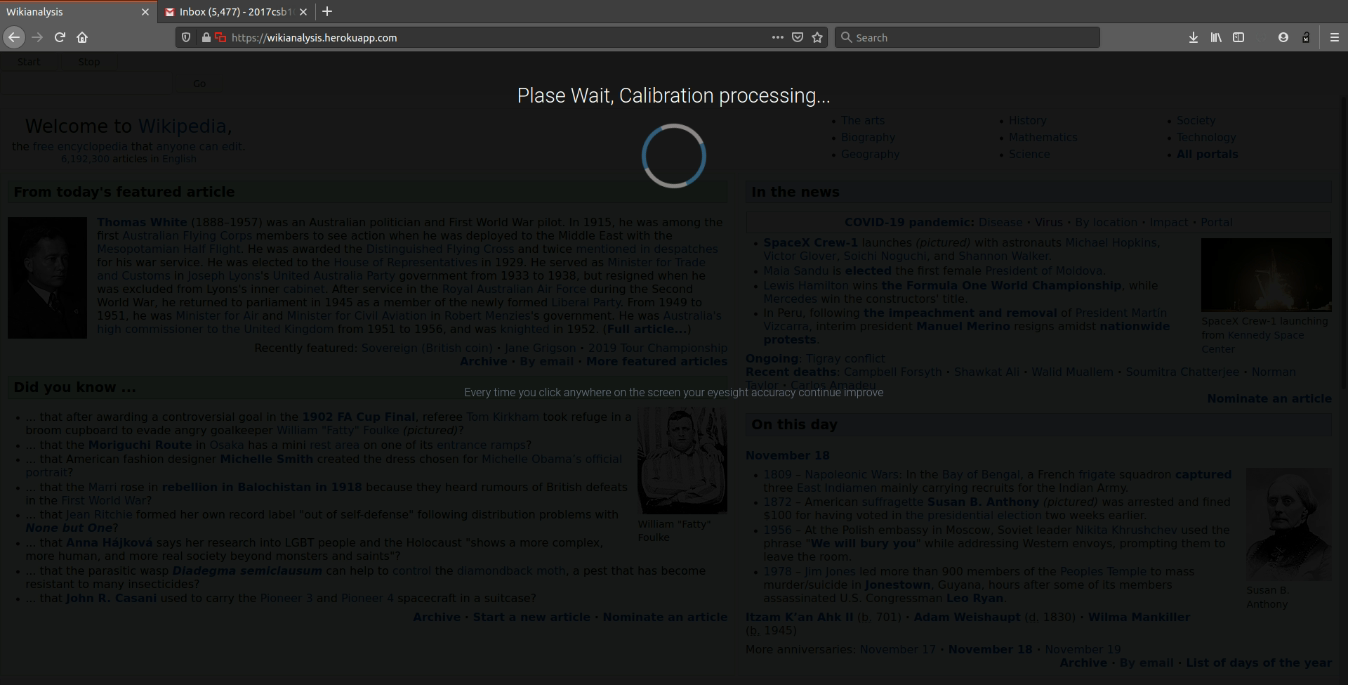 Wikianalysis
Inbox (5,477) - 2017csb1
https://wikianalysis.herokuapp.com
Search
Start Stop
Go
Plase Wait, Calibration processing...
Welcome to Wikipedia,
the free encyclopedia that anyone can edit.
6,192,300 articles in English
The arts
Biography
Geography
History
Mathematics
Science
Society
Technology
All portals
From today's featured article
Thomas White (1888–1957) was an Australian politician and First World War pilot. In 1915, he was among the
first Australian Flying Corps members to see action when he was deployed to the Middle East with the
Mesopotamian Half Flight. He was awarded the Distinguished Flying Cross and twice mentioned in despatches
for his war service. He was elected to the House of Representatives in 1929. He served as Minister for Trade
and Customs in Joseph Lyons's United Australia Party government from 1933 to 1938, but resigned when he
was excluded from Lyons's inner cabinet. After service in the Royal Australian Air Force during the Second
World War, he returned to parliament in 1945 as a member of the newly formed Liberal Party. From 1949 to
1951, he was Minister for Air and Minister for Civil Aviation in Robert Menzies's government. He was Australia's
high commissioner to the United Kingdom from 1951 to 1956, and was knighted in 1952. (Full article...)
Recently featured: Sovereign (British coin) • Jane Grigson • 2019 Tour Championship
Archive • By email • More featured articles
Did you know ...
... that after awarding a controversial goal in the 1902 FA Cup Final, referee Tom Kirkham took refuge in a
broom cupboard to evade angry goalkeeper William "Fatty" Foulke (pictured)?
... that the Moriguchi Route in Osaka has a mini rest area on one of its entrance ramps?
... that American fashion designer Michelle Smith created the dress chosen for Michelle Obama's official
portrait?
... that the Marri rose in rebellion in Balochistan in 1918 because they heard rumours of British defeats
in the First World War?
... that Jean Ritchie formed her own record label "out of self-defense" following distribution problems with
None but One?
... that Anna Hájková says her research into LGBT people and the Holocaust "shows a more complex,
more human, and more real society beyond monsters and saints"?
... that the parasitic wasp Diadegma semiclausum can help to control the diamondback moth, a pest that has become
resistant to many insecticides?
... that John R. Casani used to carry the Pioneer 3 and Pioneer 4 spacecraft in a suitcase?
William "Fatty"
Foulke
Archive • Start a new article • Nominate an article
In the news
COVID-19 pandemic: Disease • Virus • By location • Impact • Portal
SpaceX Crew-1 launches (pictured) with astronauts Michael Hopkins,
Victor Glover, Soichi Noguchi, and Shannon Walker.
Maia Sandu is elected the first female President of Moldova.
Lewis Hamilton wins the Formula One World Championship, while
Mercedes win the constructors' title.
In Peru, following the impeachment and removal of President Martín
Vizcarra, interim president Manuel Merino resigns amidst nationwide
protests.
SpaceX Crew-1 launching
from Kennedy Space
Center
Ongoing: Tigray conflict
Recent deaths: Campbell Forsyth • Shawkat Ali • Walid Muallem • Soumitra Chatterjee • Norman
Taylor • Carlos Amadeu
Every time you click anywhere on the screen your eyesight accuracy continue improve
Nominate an article
On this day
November 18
1809 – Napoleonic Wars: In the Bay of Bengal, a French frigate squadron captured
three East Indiamen mainly carrying recruits for the Indian Army.
1872 – American suffragette Susan B. Anthony (pictured) was arrested and fined
$100 for having voted in the presidential election two weeks earlier.
1956 – At the Polish embassy in Moscow, Soviet leader Nikita Khrushchev used the
phrase "We will bury you" while addressing Western envoys, prompting them to
leave the room.
1978 – Jim Jones led more than 900 members of the Peoples Temple to mass
murder/suicide in Jonestown, Guyana, hours after some of its members
assassinated U.S. Congressman Leo Ryan.
Susan B.
Anthony
Itzam K'an Ahk II (b. 701) • Adam Weishaupt (d. 1830) • Wilma Mankiller
(b. 1945)
More anniversaries: November 17 • November 18 • November 19
Archive • By email • List of days of the year